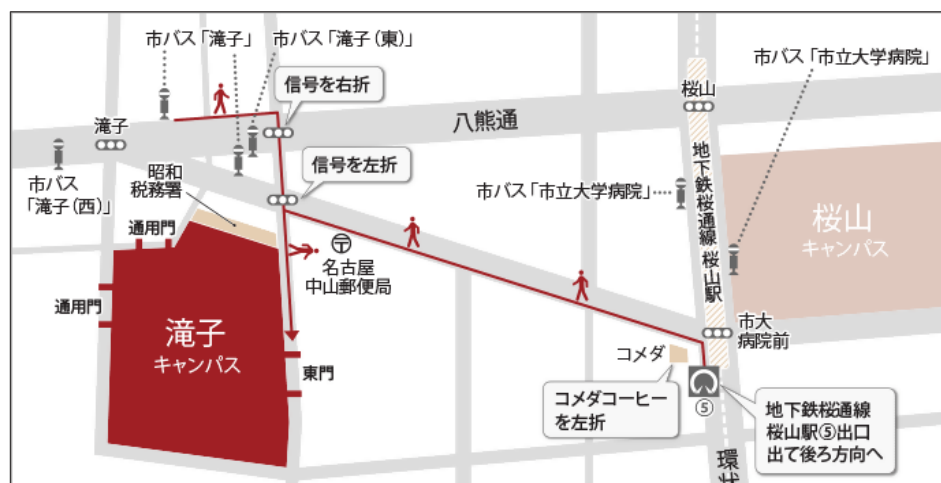 市バス「滝子」
市バス「滝子（東）」
信号を右折
滝子
八熊通
桜山
市バス「市立大学病院」
市バス
「滝子（西）」
昭和
税務署
信号を左折
市バス「市立大学病院」
地下鉄桜通線 桜山駅
桜山
キャンパス
通用門
通用門
〒
名古屋
中山郵便局
滝子
キャンパス
東門
コメダ
コメダコーヒー
を左折
市大
病院前
⑤
地下鉄桜通線
桜山駅⑤出口
出て後ろ方向へ
環状